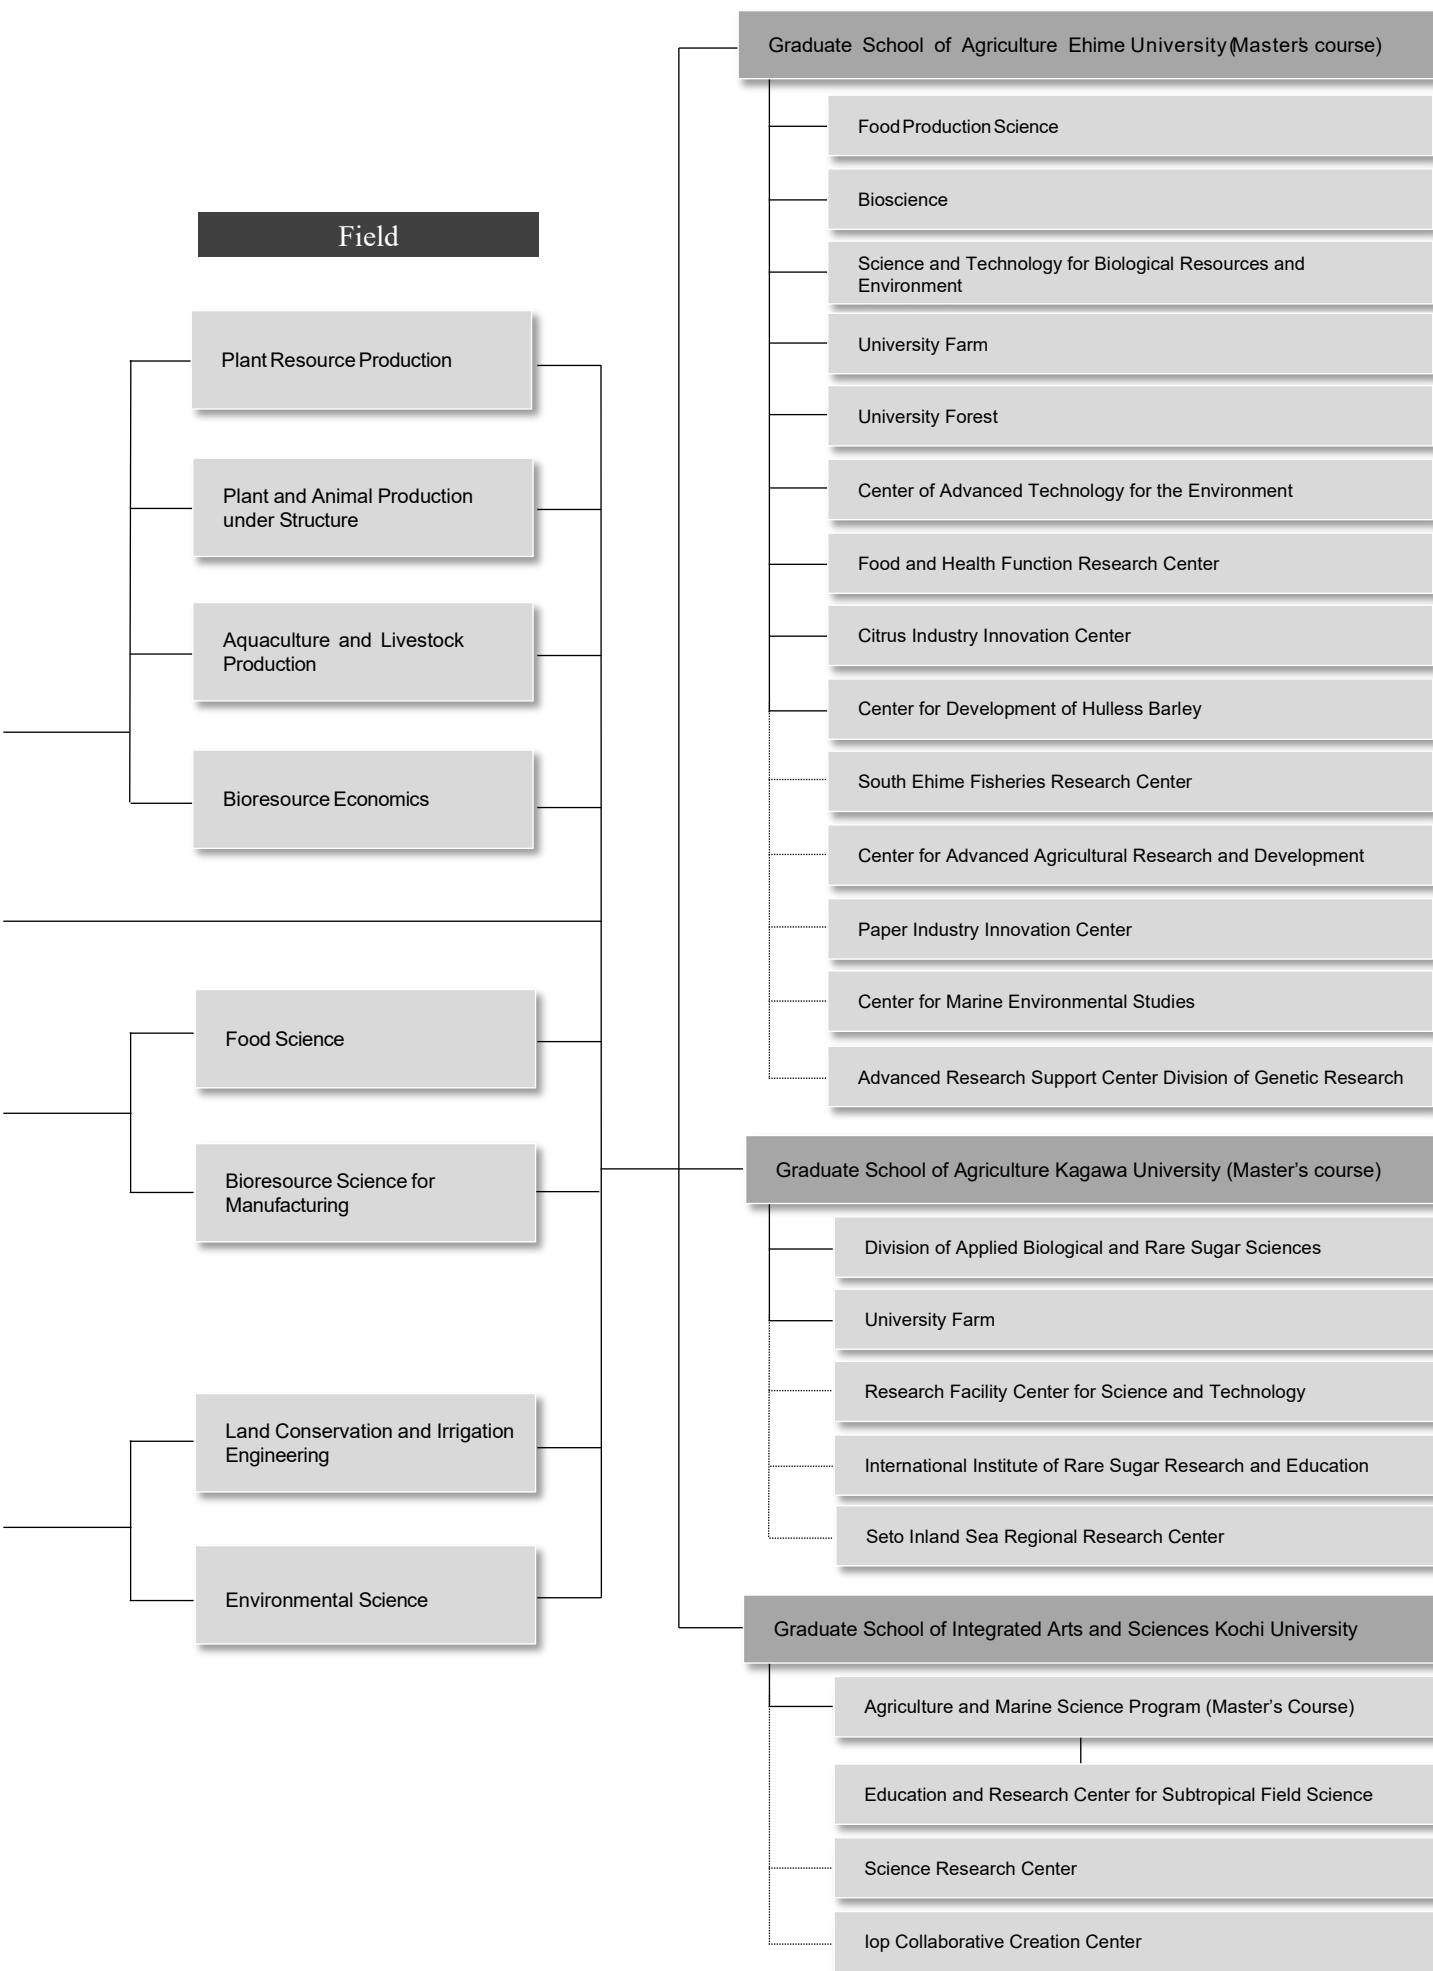 Field
Plant Resource Production
Plant and Animal Production
under Structure
Aquaculture and Livestock
Production
Bioresource Economics
Food Science
Bioresource Science for
Manufacturing
Land Conservation and Irrigation
Engineering
Environmental Science
Graduate School of Agriculture Ehime University (Master's course)
Food Production Science
Bioscience
Science and Technology for Biological Resources and
Environment
University Farm
University Forest
Center of Advanced Technology for the Environment
Food and Health Function Research Center
Citrus Industry Innovation Center
Center for Development of Hulless Barley
South Ehime Fisheries Research Center
Center for Advanced Agricultural Research and Development
Paper Industry Innovation Center
Center for Marine Environmental Studies
Advanced Research Support Center Division of Genetic Research
Graduate School of Agriculture Kagawa University (Master’s course)
Division of Applied Biological and Rare Sugar Sciences
University Farm
Research Facility Center for Science and Technology
International Institute of Rare Sugar Research and Education
Seto Inland Sea Regional Research Center
Graduate School of Integrated Arts and Sciences Kochi University
Agriculture and Marine Science Program (Master’s Course)
Education and Research Center for Subtropical Field Science
Science Research Center
Iop Collaborative Creation Center